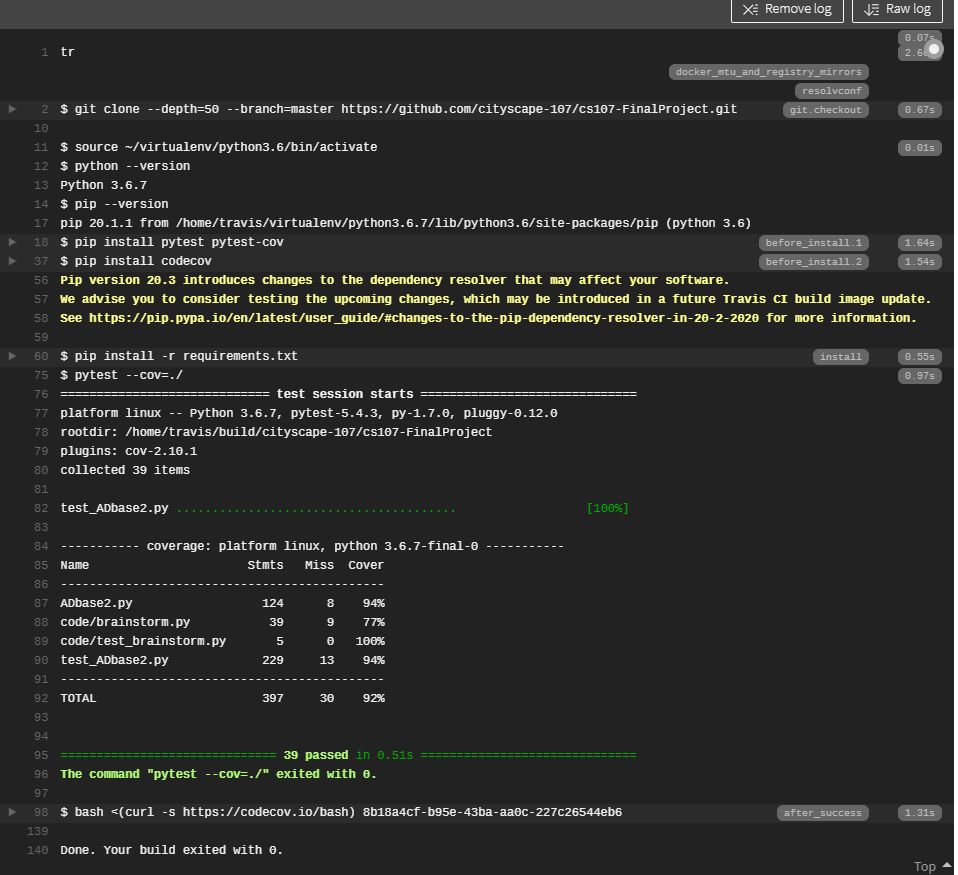 Remove log Raw log
0.07s
1 tr
docker_mtu_and_registry_mirrors
resolvconf
2 $ git clone --depth=50 --branch=master https://github.com/cityscape-107/cs107-FinalProject.git git.checkout 0.67s
10
11 $ source ~/virtualenv/python3.6/bin/activate 0.01s
12 $ python --version
13 Python 3.6.7
14 $ pip --version
17 pip 20.1.1 from /home/travis/virtualenv/python3.6.7/lib/python3.6/site-packages/pip (python 3.6)
18 $ pip install pytest pytest-cov before_install.1 1.64s
37 $ pip install codecov before_install.2 1.54s
56 Pip version 20.3 introduces changes to the dependency resolver that may affect your software.
57 We advise you to consider testing the upcoming changes, which may be introduced in a future Travis CI build image update.
58 See https://pip.pypa.io/en/latest/user_guide/#changes-to-the-pip-dependency-resolver-in-20-2-2020 for more information.
59
60 $ pip install -r requirements.txt install 0.55s
75 $ pytest --cov=./ 0.97s
76 ============================= test session starts ==============================
77 platform linux -- Python 3.6.7, pytest-5.4.3, py-1.7.0, pluggy-0.12.0
78 rootdir: /home/travis/build/cityscape-107/cs107-FinalProject
79 plugins: cov-2.10.1
80 collected 39 items
81
82 test_ADbase2.py ....................................... [100%]
83
84 ----------- coverage: platform linux, python 3.6.7-final-0 -----------
85 Name Stmts Miss Cover
86 ---------------------------------------------
87 ADbase2.py 124 8 94%
88 code/brainstorm.py 39 9 77%
89 code/test_brainstorm.py 5 0 100%
90 test_ADbase2.py 229 13 94%
91 ---------------------------------------------
92 TOTAL 397 30 92%
93
94
95 ============================== 39 passed in 0.51s ==============================
96 The command "pytest --cov=./" exited with 0.
97
98 $ bash <(curl -s https://codecov.io/bash) 8b18a4cf-b95e-43ba-aa0c-227c26544eb6 after_success 1.31s
139
140 Done. Your build exited with 0.
Top